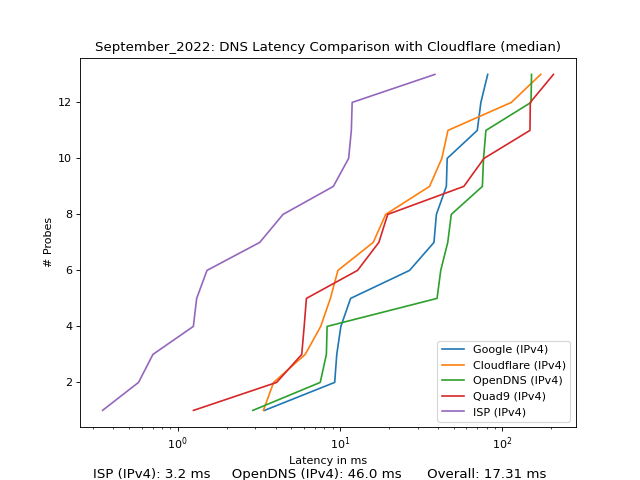 September_2022: DNS Latency Comparison with Cloudflare (median)
12
10
8
6
4
2
# Probes
Google (IPv4)
Cloudflare (IPv4)
OpenDNS (IPv4)
Quad9 (IPv4)
ISP (IPv4)
10⁰ 10¹ 10²
Latency in ms
ISP (IPv4): 3.2 ms OpenDNS (IPv4): 46.0 ms Overall: 17.31 ms